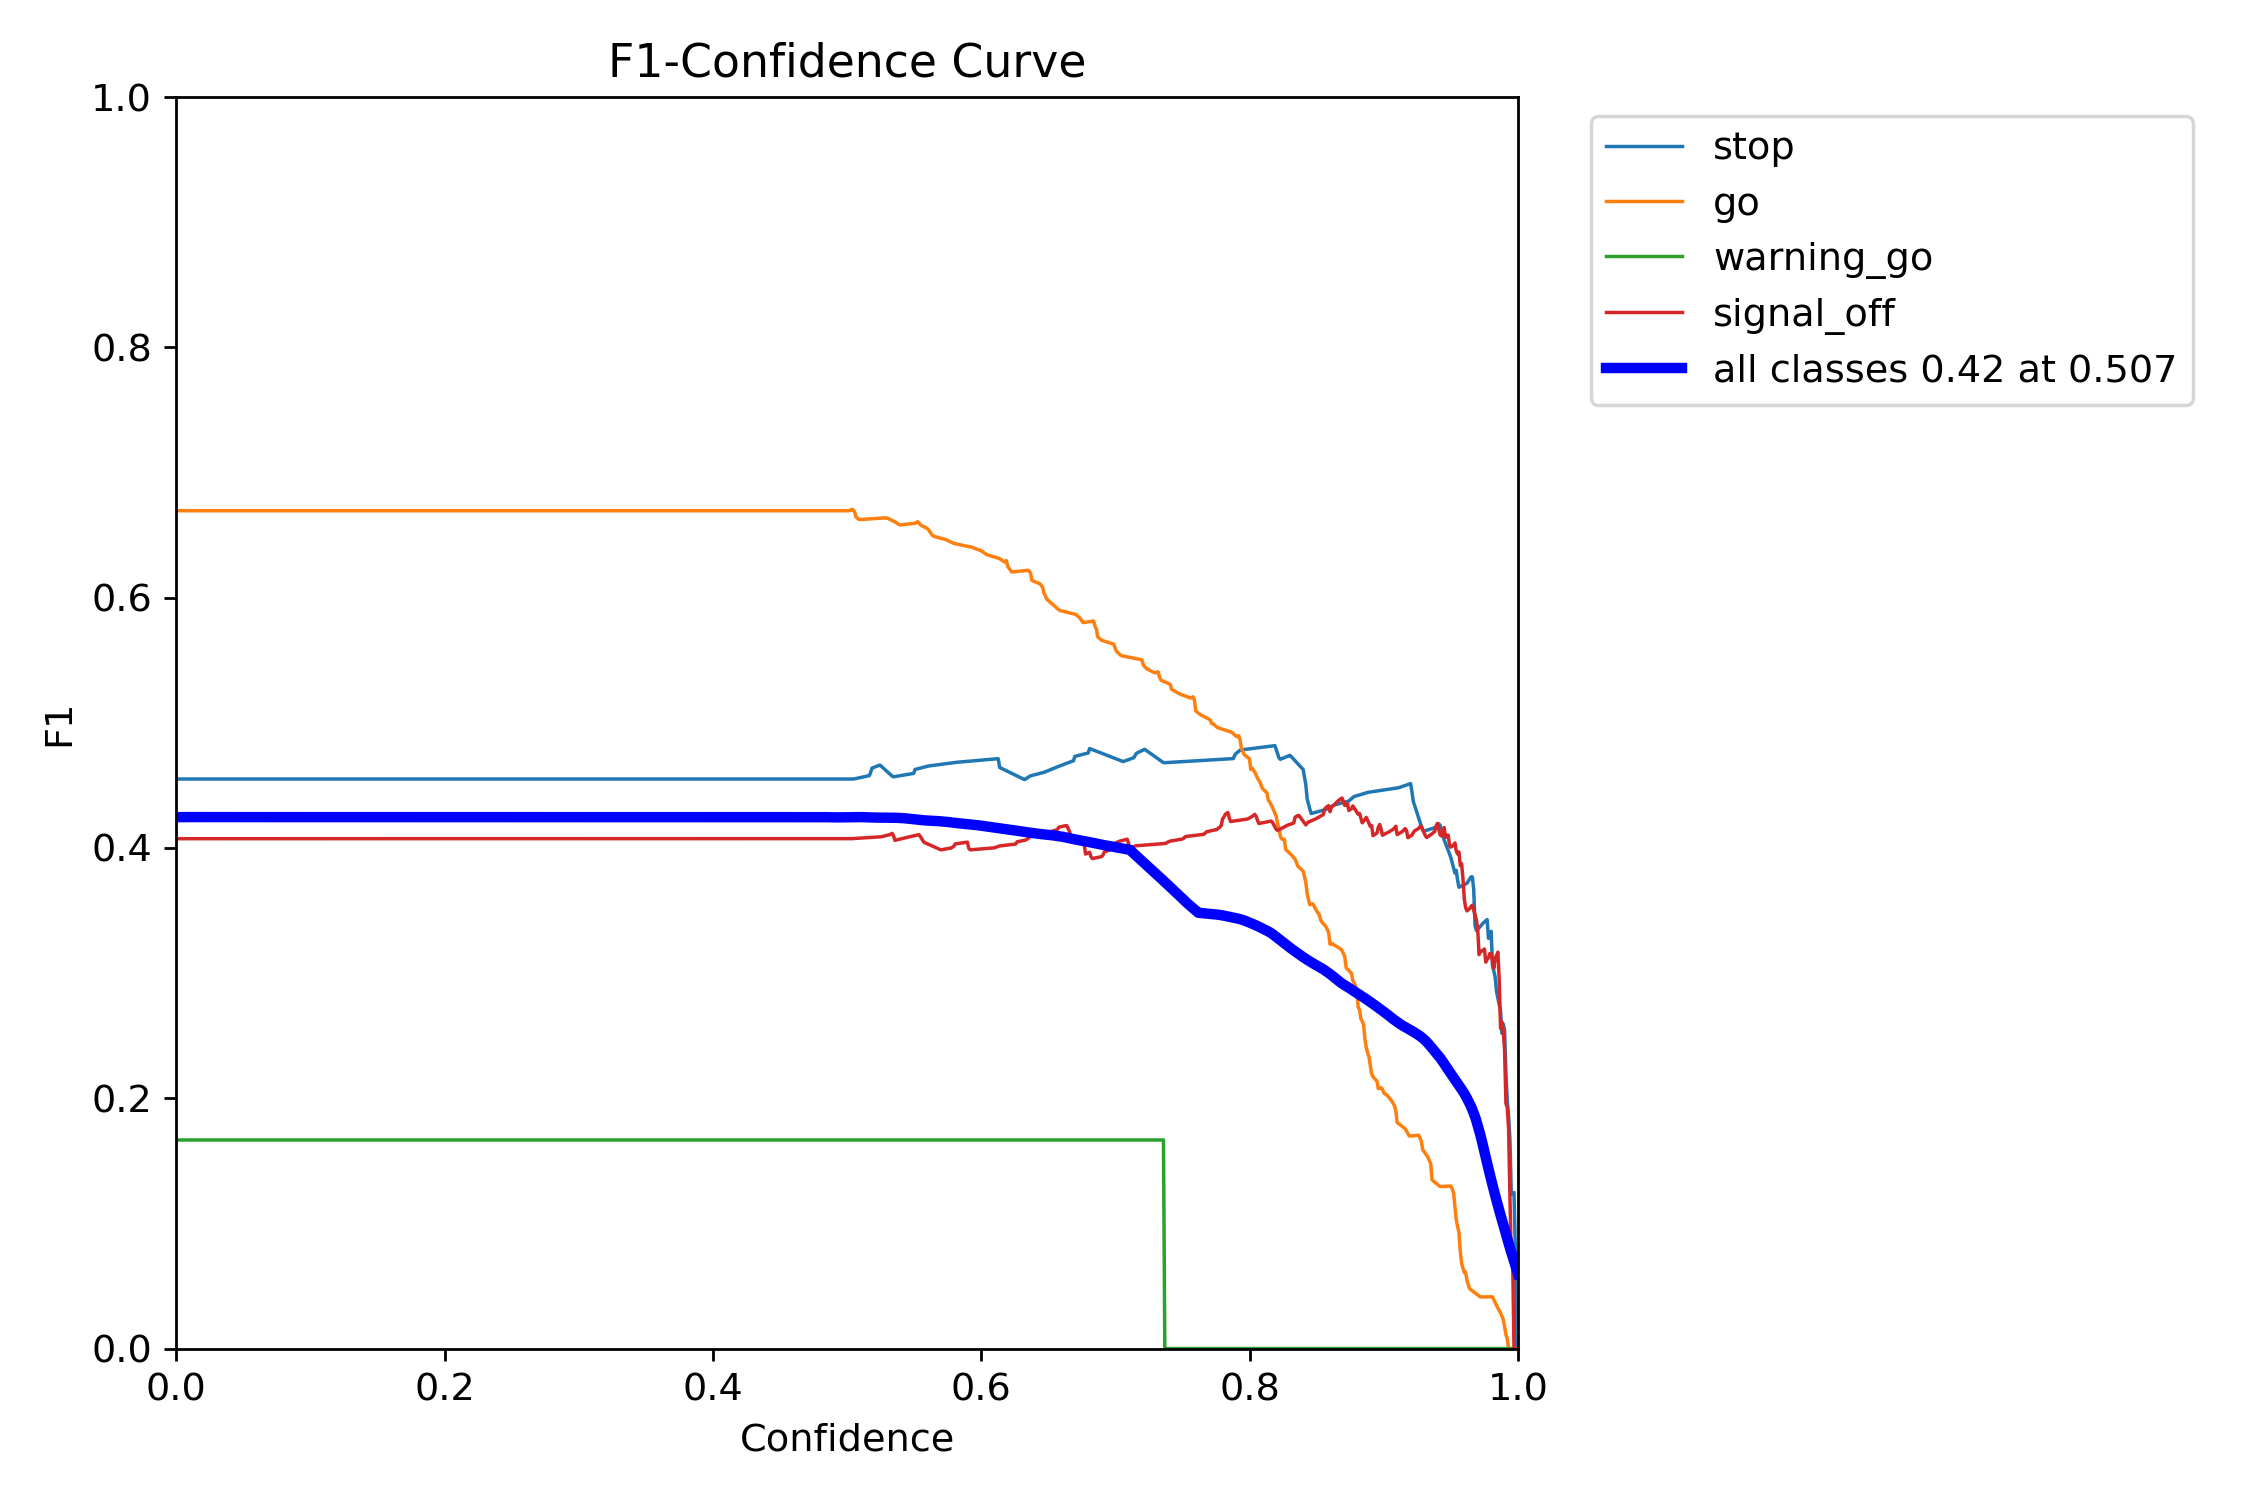 F1-Confidence Curve
1.0
0.8
0.6
0.4
0.2
0.0
F1
0.0 0.2 0.4 0.6 0.8 1.0
Confidence
stop
go
warning_go
signal_off
all classes 0.42 at 0.507